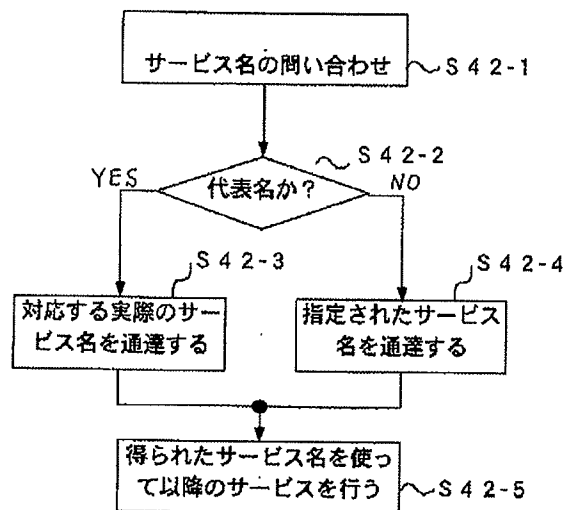 サービス名の問い合わせ
S42-1
S42-2
代表名か?
YES
NO
S42-3
S42-4
対応する実際のサー
ビス名を通達する
指定されたサービス
名を通達する
得られたサービス名を使っ
て以降のサービスを行う
S42-5